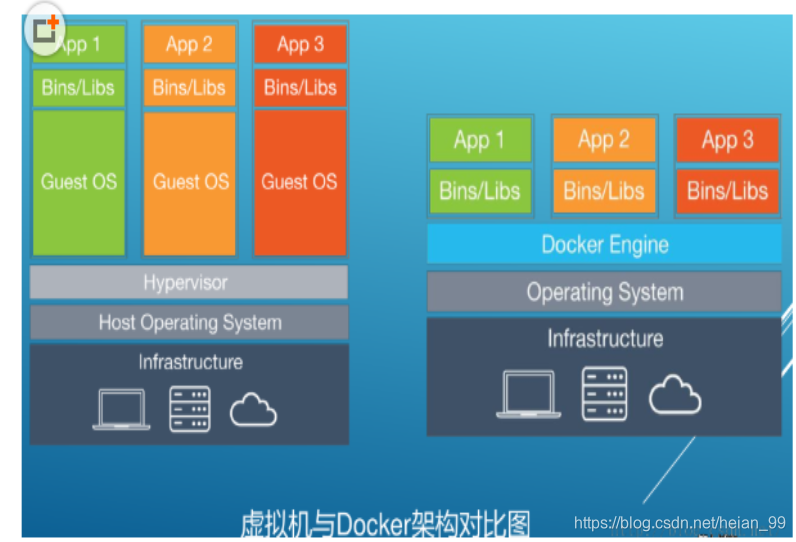 App 1
App 2
App 3
Bins/Libs
Bins/Libs
Bins/Libs
Guest OS
Guest OS
Guest OS
Hypervisor
Host Operating System
Infrastructure
App 1
App 2
App 3
Bins/Libs
Bins/Libs
Bins/Libs
Docker Engine
Operating System
Infrastructure
虚拟机与Docker架构对比图
https://blog.csdn.net/heian_99